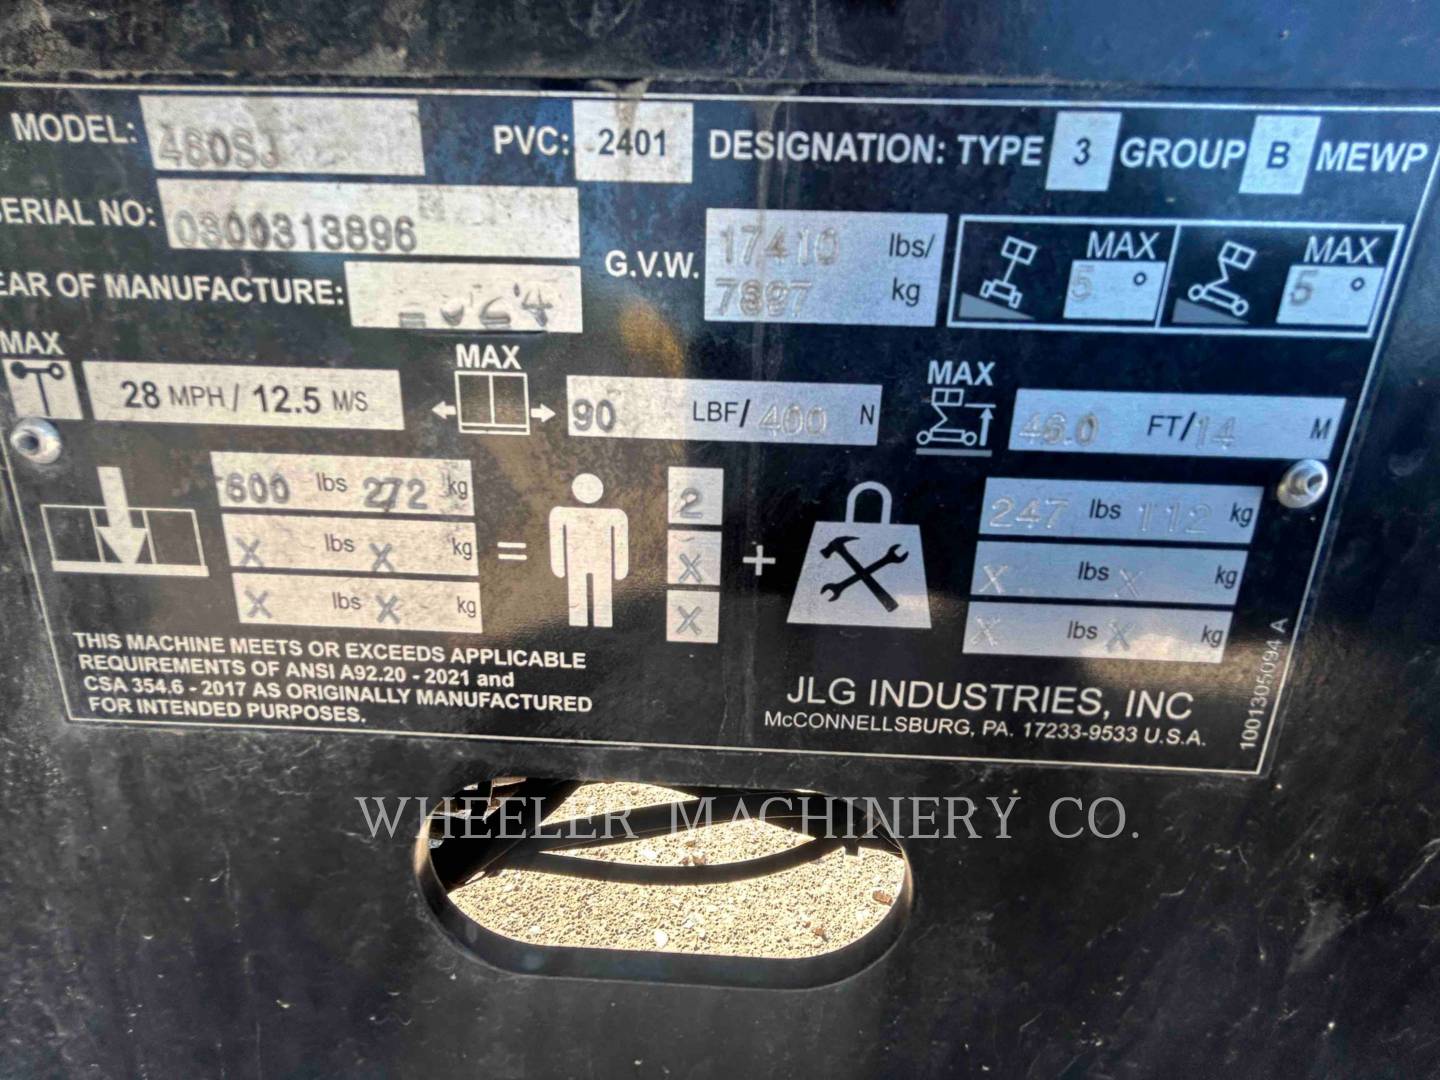 MODEL: 460SJ PVC: 2401 DESIGNATION: TYPE 3 GROUP B MEWP
SERIAL NO: 0300313896
G.V.W. 17410 lbs/ 7897 kg
MAX 5° MAX 5°
YEAR OF MANUFACTURE:
MAX 28 MPH / 12.5 M/S
MAX 90 LBF/ 400 N
MAX 46.0 FT/ 14 M
600 lbs 272 kg = 2 + 247 lbs 112 kg
X lbs X kg X X lbs X kg
X lbs X kg X X lbs X kg
THIS MACHINE MEETS OR EXCEEDS APPLICABLE
REQUIREMENTS OF ANSI A92.20 - 2021 and
CSA 354.6 - 2017 AS ORIGINALLY MANUFACTURED
FOR INTENDED PURPOSES.
JLG INDUSTRIES, INC
McCONNELLSBURG, PA. 17233-9533 U.S.A.
1001305094 A
WHEELER MACHINERY CO.